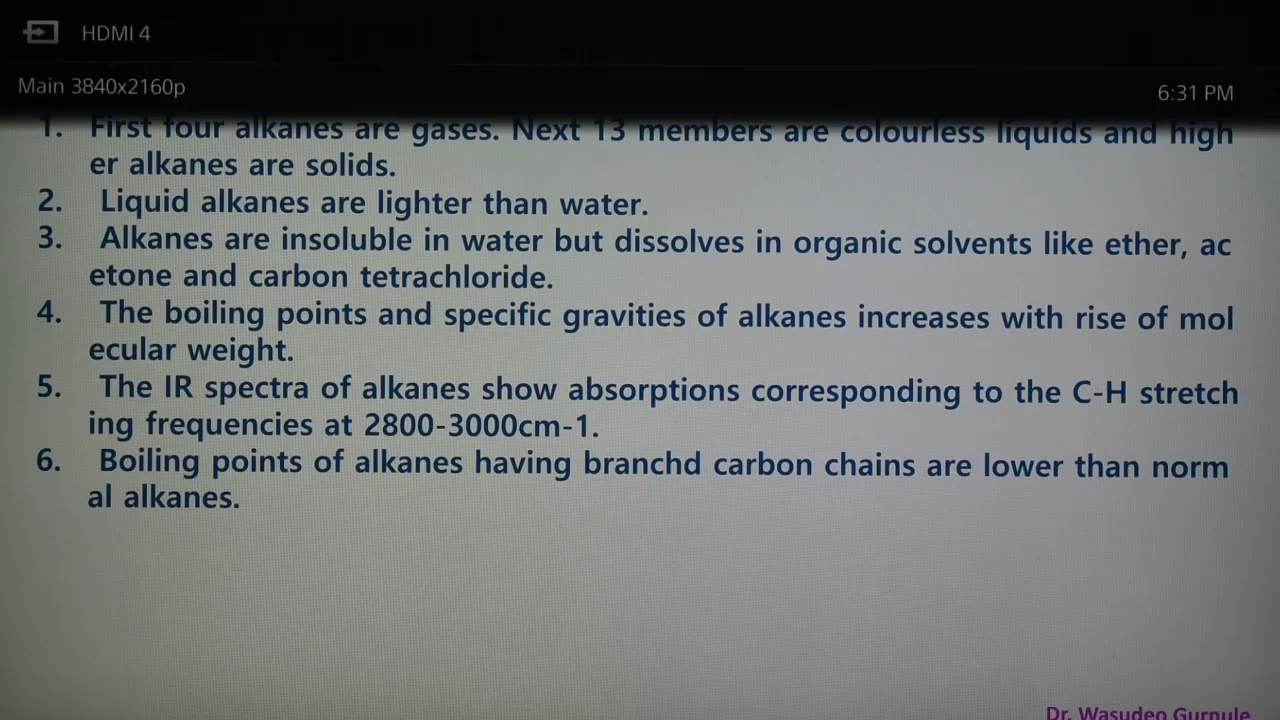 HDMI 4
Main 3840x2160p
6:31 PM
1. First four alkanes are gases. Next 13 members are colourless liquids and high
er alkanes are solids.
2. Liquid alkanes are lighter than water.
3. Alkanes are insoluble in water but dissolves in organic solvents like ether, ac
etone and carbon tetrachloride.
4. The boiling points and specific gravities of alkanes increases with rise of mol
ecular weight.
5. The IR spectra of alkanes show absorptions corresponding to the C-H stretch
ing frequencies at 2800-3000cm-1.
6. Boiling points of alkanes having branchd carbon chains are lower than norm
al alkanes.
Dr. Wasudeo Gurnule